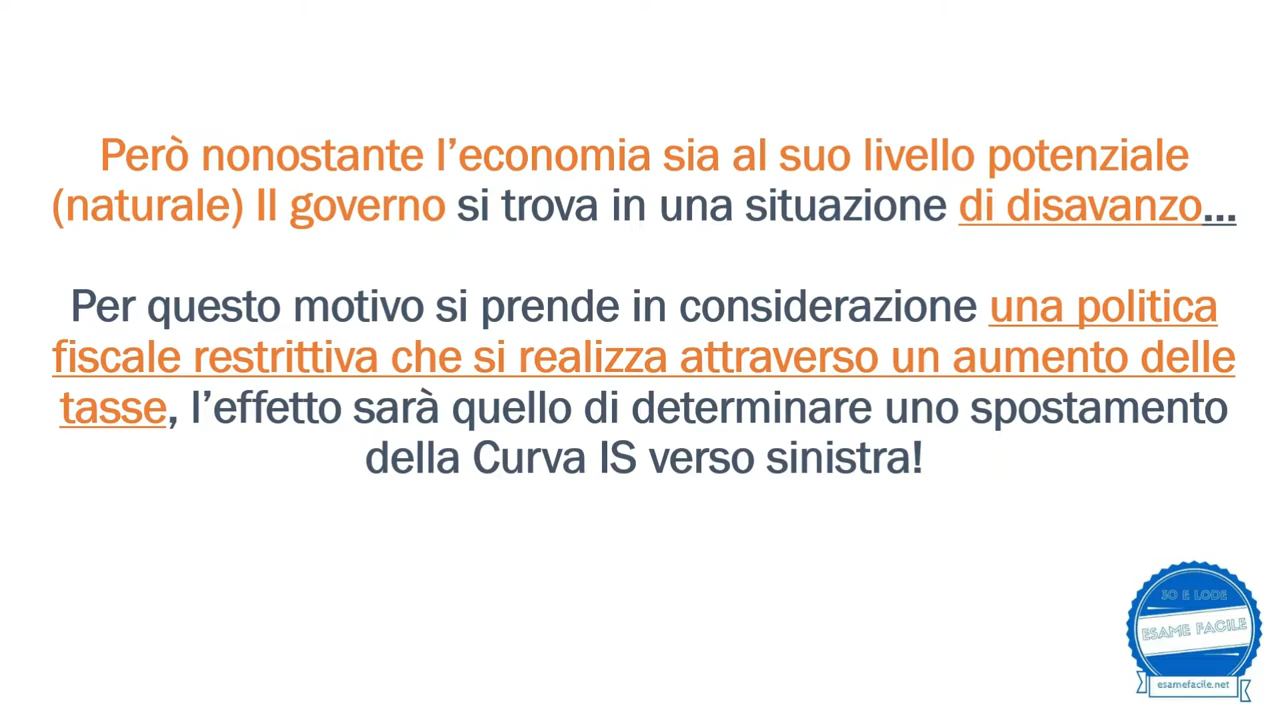 Però nonostante l’economia sia al suo livello potenziale
(naturale) Il governo si trova in una situazione di disavanzo...
Per questo motivo si prende in considerazione una politica
fiscale restrittiva che si realizza attraverso un aumento delle
tasse, l’effetto sarà quello di determinare uno spostamento
della Curva IS verso sinistra!
30 E LODE
ESAME FACILE
esamefacile.net